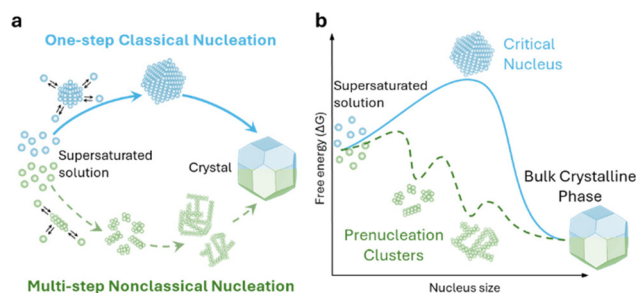 a
One-step Classical Nucleation
Supersaturated
solution
Crystal
Multi-step Nonclassical Nucleation
b
Critical
Nucleus
Supersaturated
solution
Free energy (ΔG)
Bulk Crystalline
Phase
Prenucleation
Clusters
Nucleus size